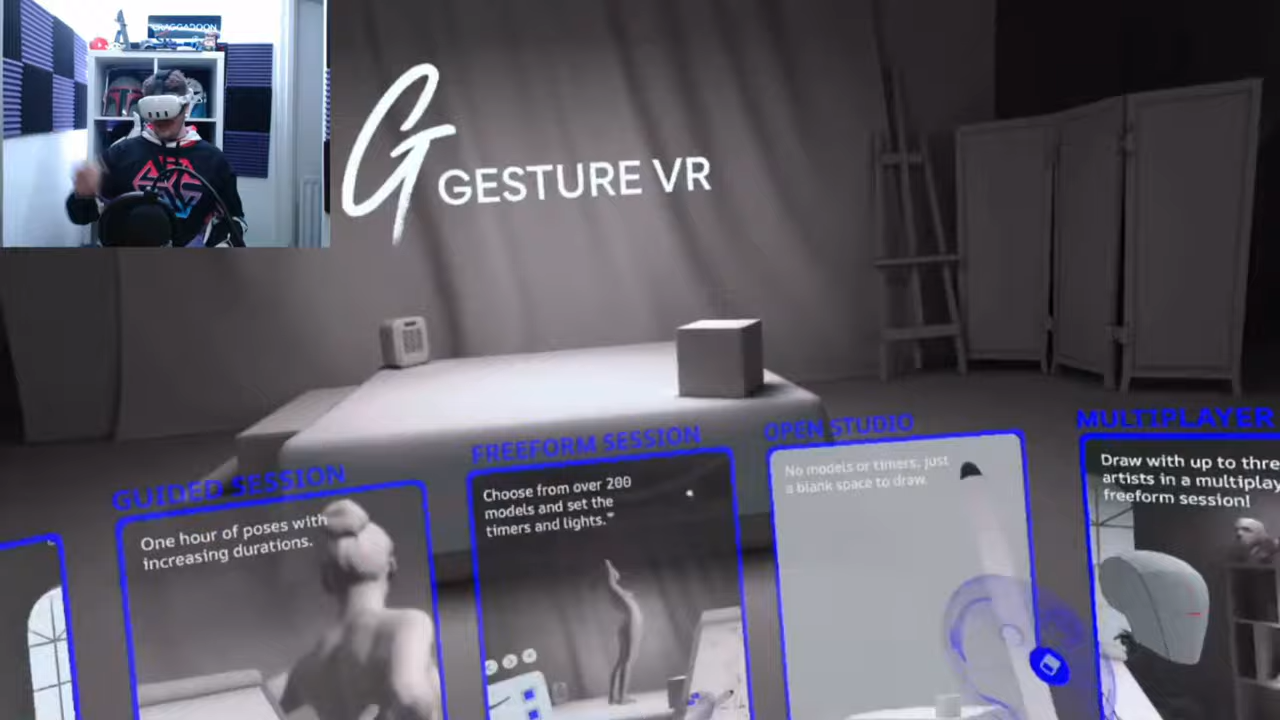 GESTURE VR
GUIDED SESSION
One hour of poses with
increasing durations.
FREEFORM SESSION
Choose from over 200
models and set the
timers and lights.*
OPEN STUDIO
No models or timers, just
a blank space to draw.
MULTIPLAYER
Draw with up to three
artists in a
freeform session!